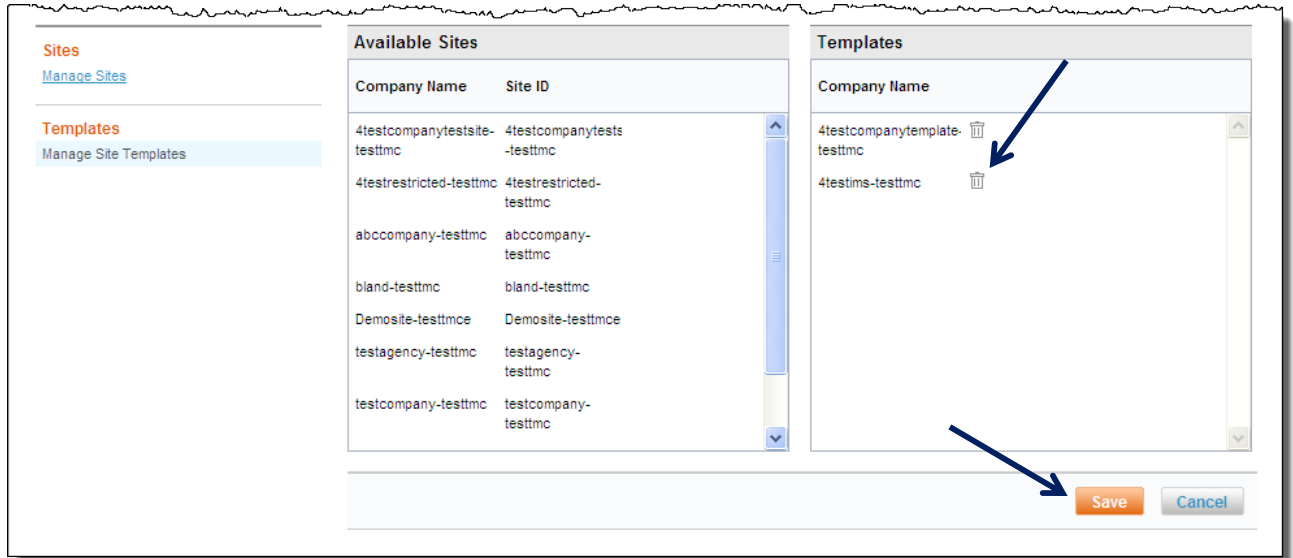 Sites
Manage Sites
Templates
Manage Site Templates
Available Sites
Company Name Site ID
4testcompanytestsite- 4testcompanytests
testtmc -testtmc
4testrestricted-testtmc 4testrestricted-
testtmc
abccompany-testtmc abccompany-
testtmc
bland-testtmc bland-testtmc
Demosite-testtmce Demosite-testtmce
testagency-testtmc testagency-
testtmc
testcompany-testtmc testcompany-
testtmc
Templates
Company Name
4testcompanytemplate-
testtmc
4testims-testtmc
Save Cancel